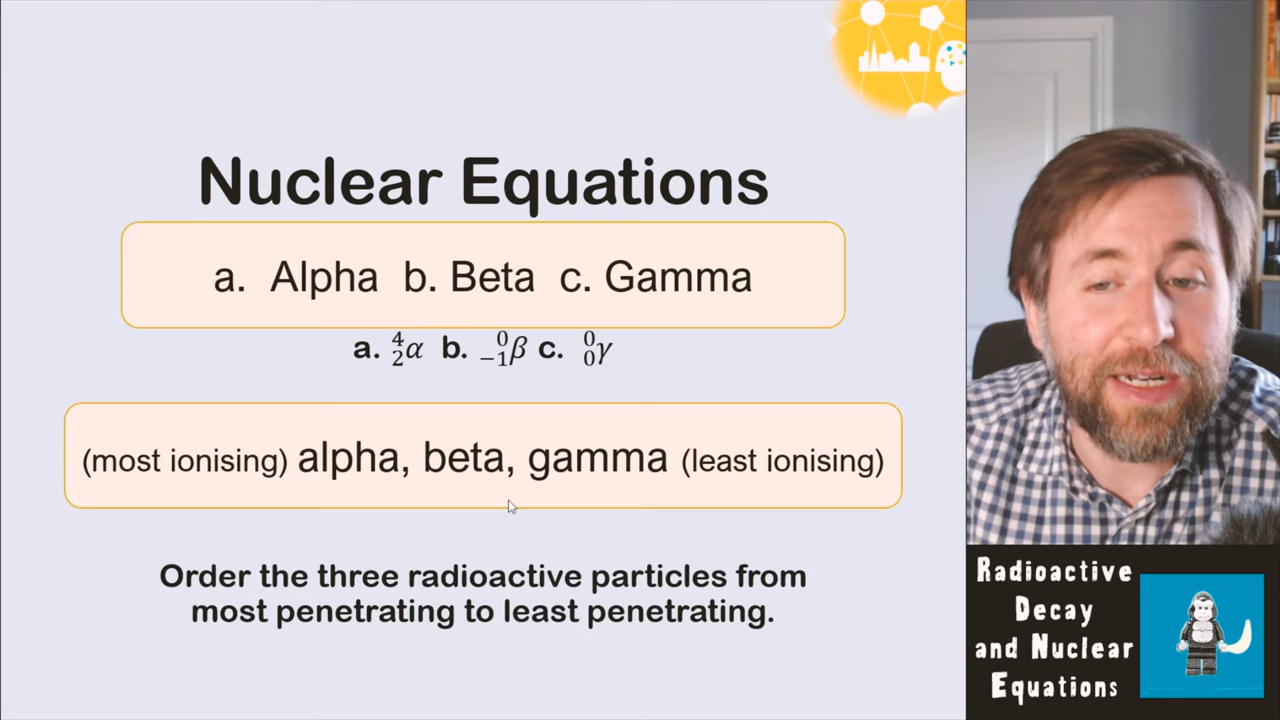 Nuclear Equations
a. Alpha b. Beta c. Gamma
a. ⁴₂α b. ⁰₋₁β c. ⁰₀γ
(most ionising) alpha, beta, gamma (least ionising)
Order the three radioactive particles from
most penetrating to least penetrating.
Radioactive
Decay
and Nuclear
Equations